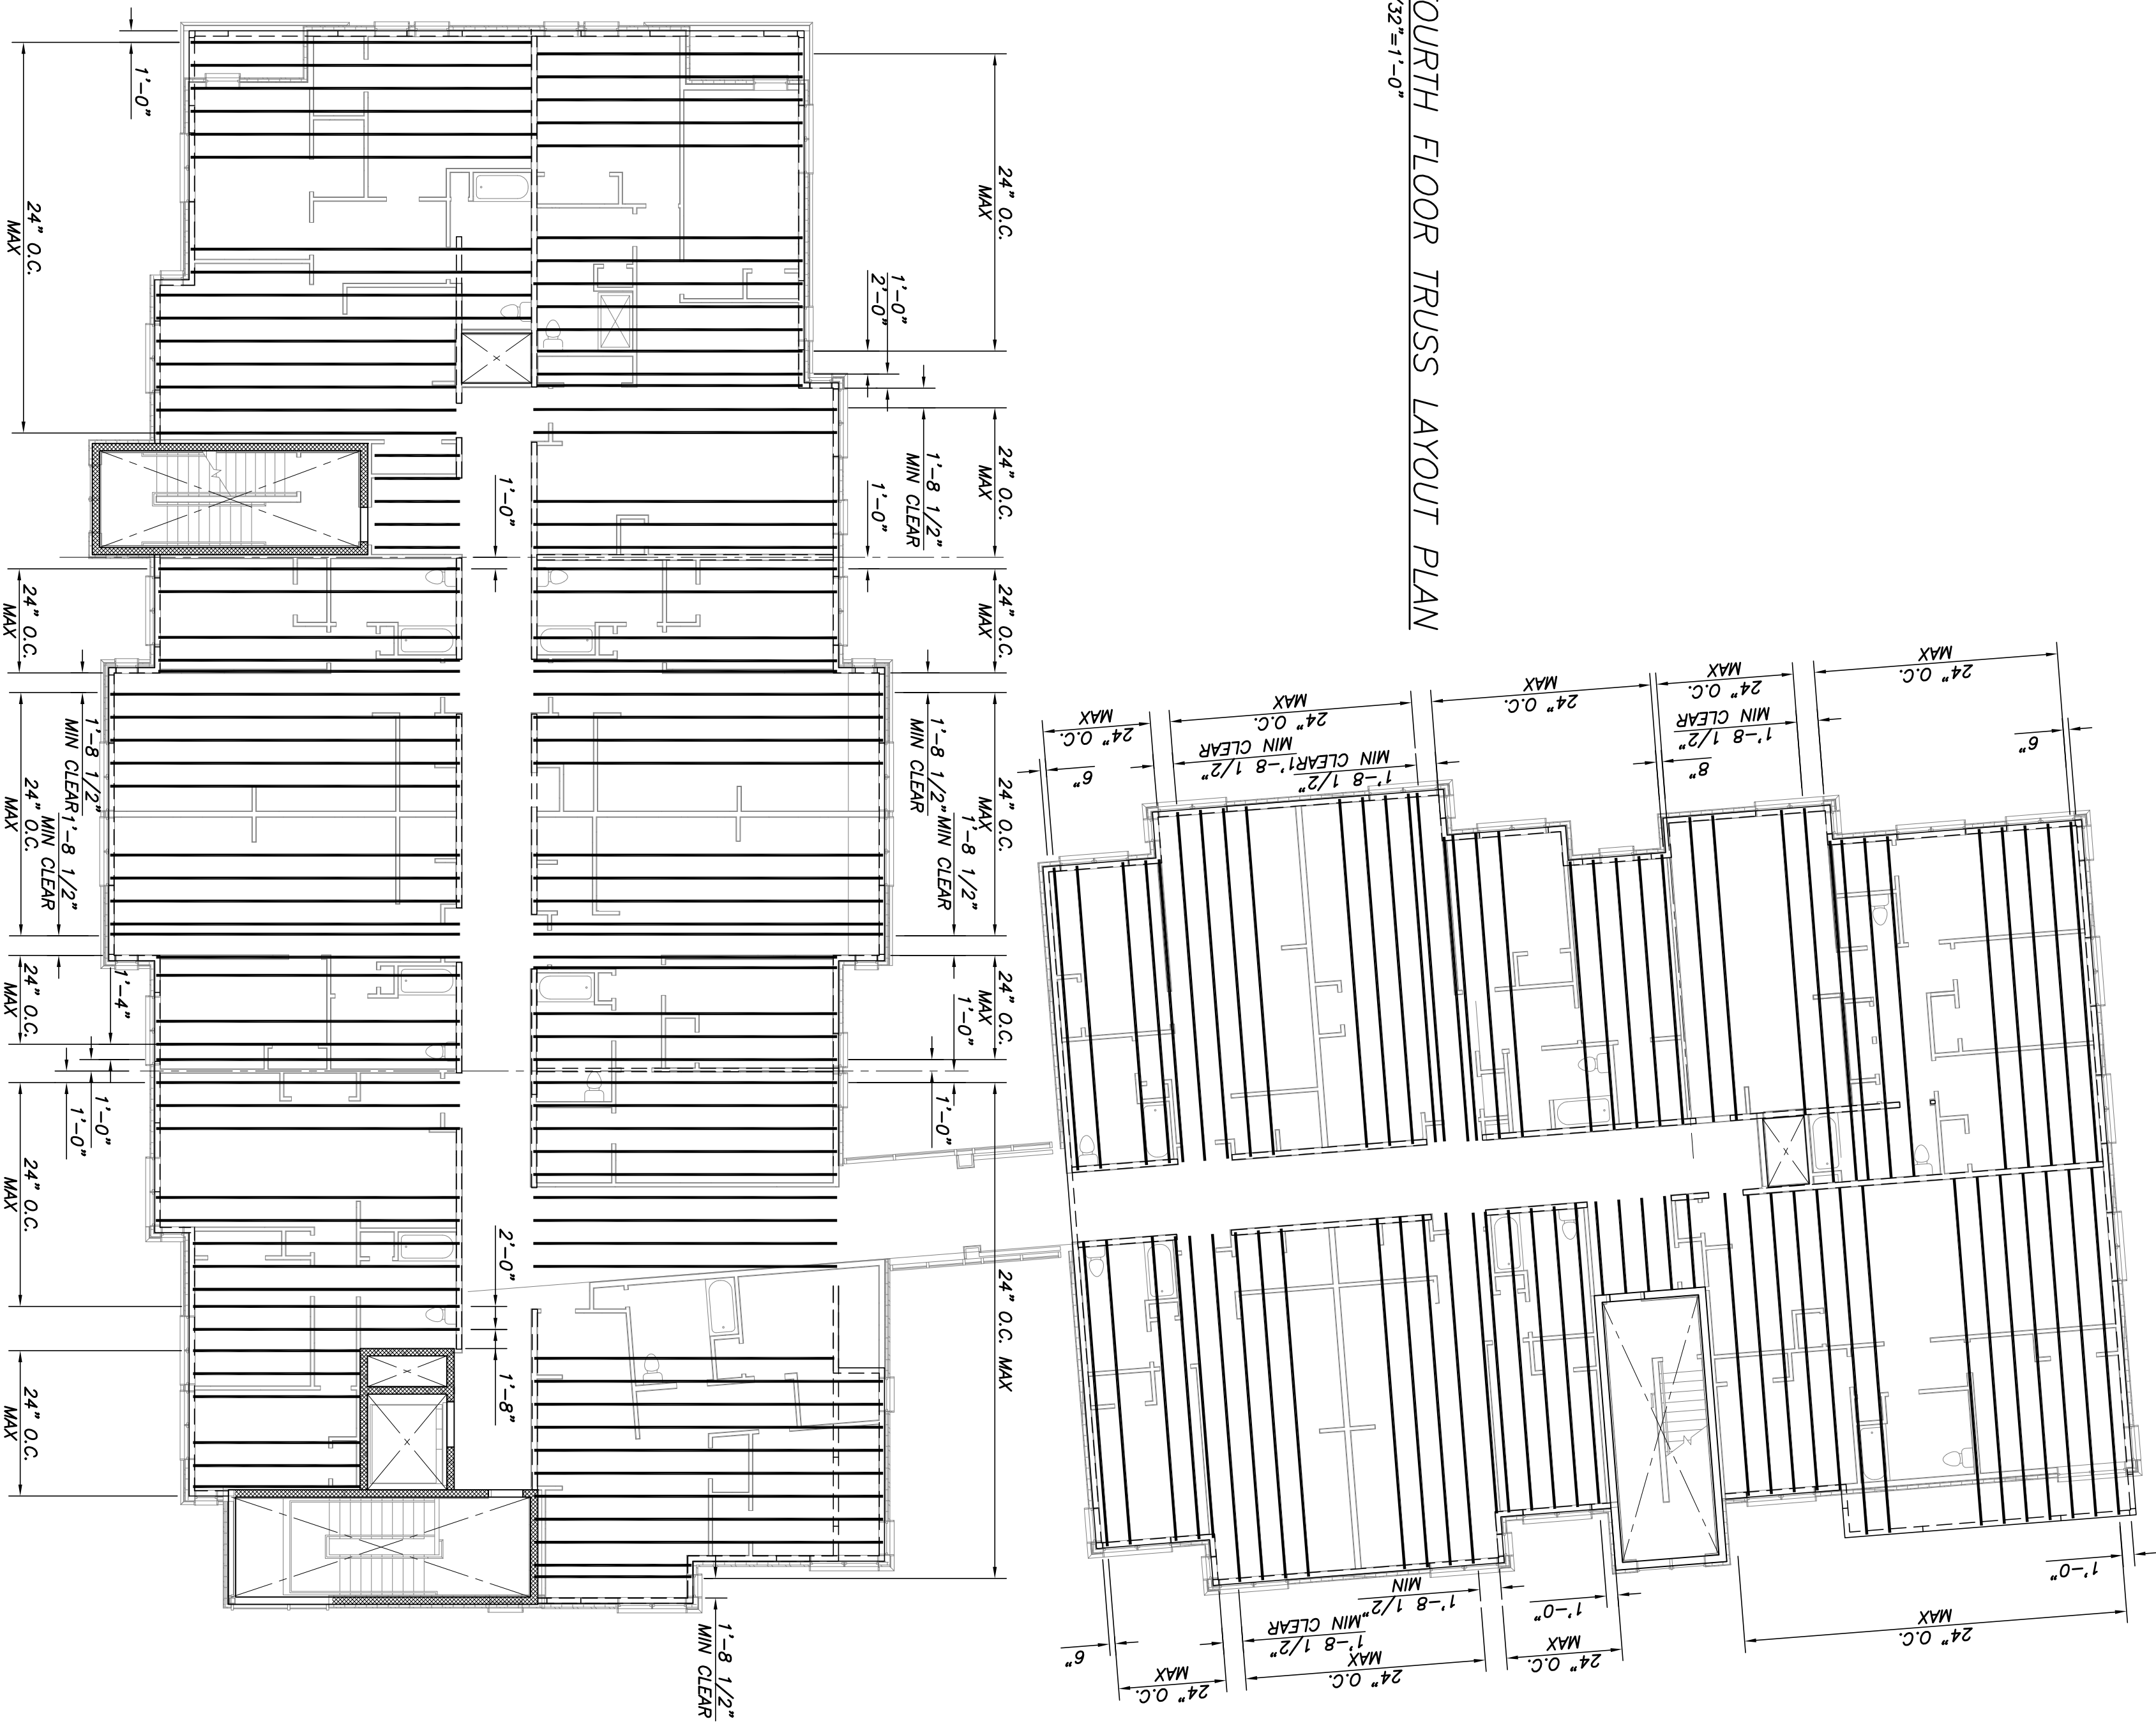 OURTH FLOOR TRUSS LAYOUT PLAN
/32"=1'-0"
1'-0"
24" O.C.
MAX
24" O.C.
MAX
1'-0"
2'-0"
1'-8 1/2"
MIN CLEAR
24" O.C.
MAX
1'-0"
1'-0"
24" O.C.
MAX
24" O.C.
MAX
1'-8 1/2"
MIN CLEAR
1'-8 1/2"
MIN CLEAR
24" O.C.
MAX
24" O.C.
MAX
1'-8 1/2"
MIN CLEAR
1'-8 1/2"
MIN CLEAR
24" O.C.
MAX
24" O.C.
MAX
1'-4"
1'-0"
1'-0"
1'-0"
1'-0"
24" O.C.
MAX
2'-0"
1'-8"
24" O.C. MAX
24" O.C.
MAX
1'-8 1/2"
MIN CLEAR
24" O.C.
MAX
6"
24" O.C.
MAX
1'-8 1/2"
MIN CLEAR
8"
24" O.C.
MAX
24" O.C.
MAX
1'-8 1/2"
MIN CLEAR
1'-8 1/2"
MIN CLEAR
24" O.C.
MAX
6"
1'-0"
24" O.C.
MAX
1'-0"
24" O.C.
MAX
1'-8 1/2"
MIN
1'-8 1/2"
MIN CLEAR
24" O.C.
MAX
24" O.C.
MAX
6"